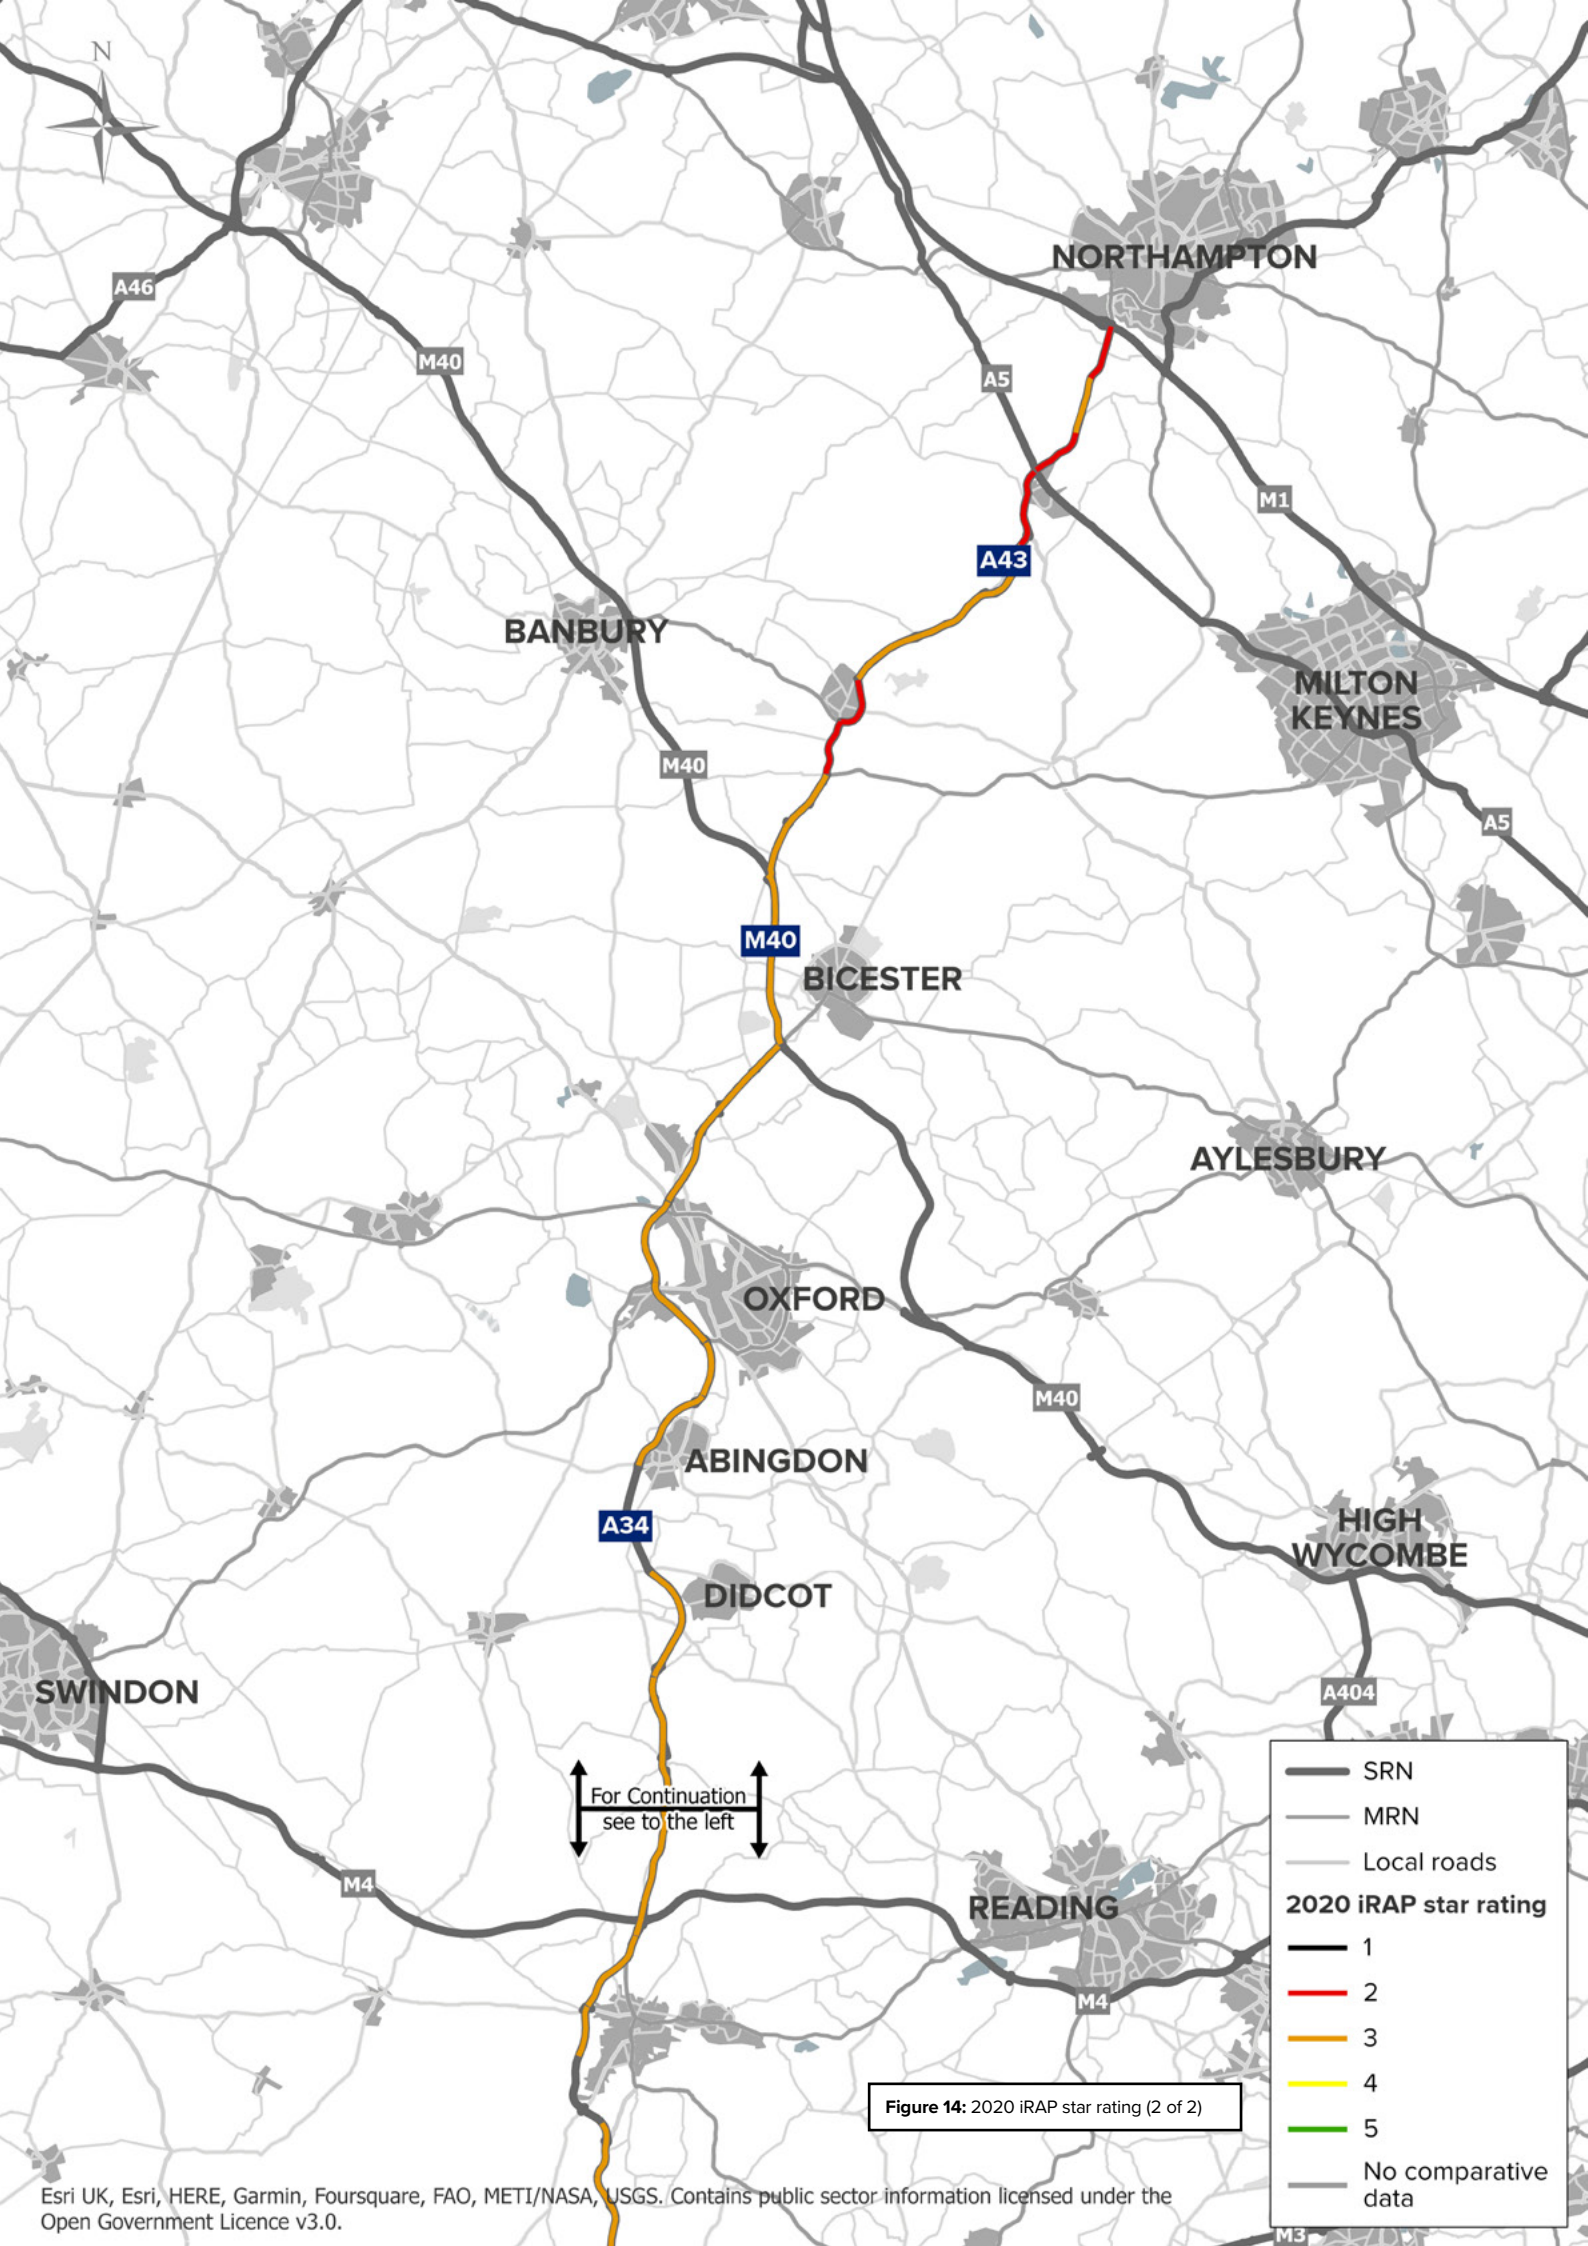 N
NORTHAMPTON
A46
M40
A5
M1
A43
BANBURY
MILTON
KEYNES
M40
A5
M40
BICESTER
AYLESBURY
OXFORD
M40
ABINGDON
A34
HIGH
WYCOMBE
DIDCOT
SWINDON
A404
For Continuation
see to the left
M4
READING
M4
SRN
MRN
Local roads
2020 iRAP star rating
1
2
3
4
5
No comparative
data
Figure 14: 2020 iRAP star rating (2 of 2)
M3
Esri UK, Esri, HERE, Garmin, Foursquare, FAO, METI/NASA, USGS. Contains public sector information licensed under the
Open Government Licence v3.0.